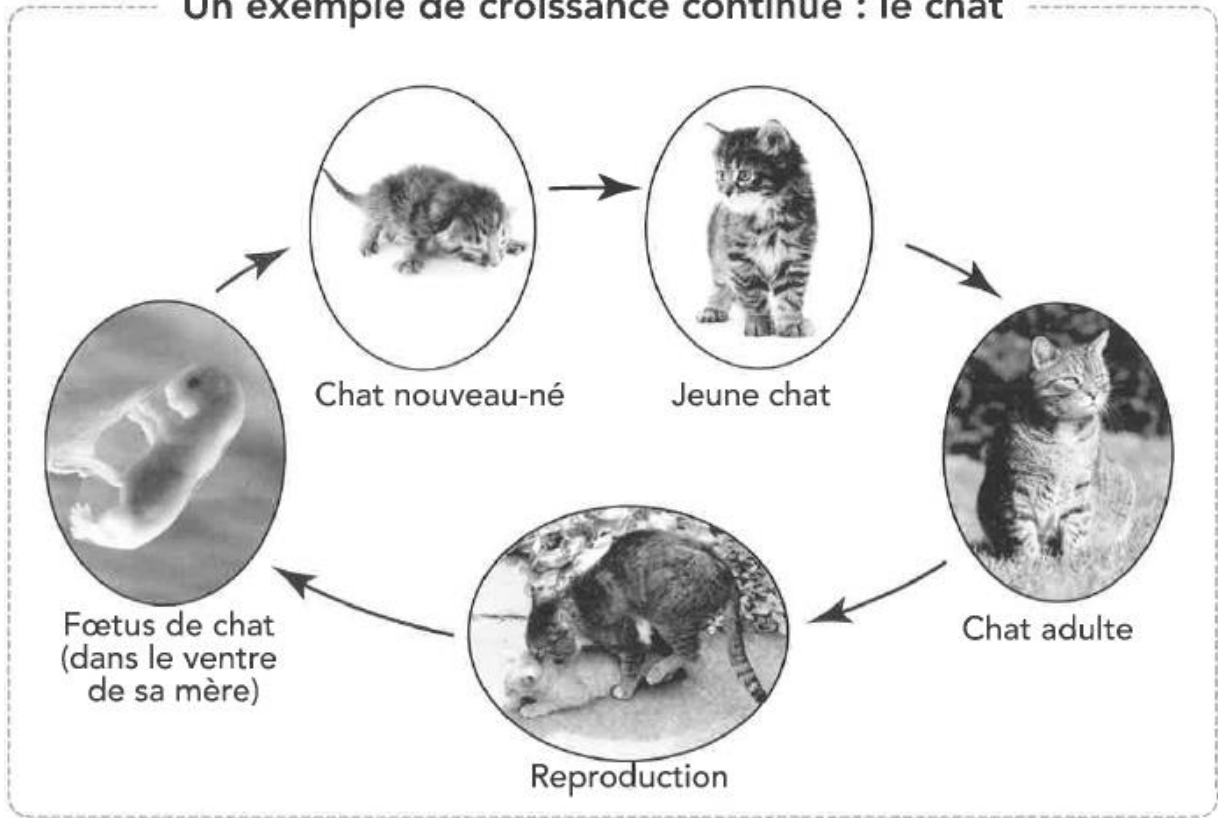 Un exemple de croissance continue : le chat
Chat nouveau-né
Jeune chat
Fœtus de chat
(dans le ventre
de sa mère)
Chat adulte
Reproduction